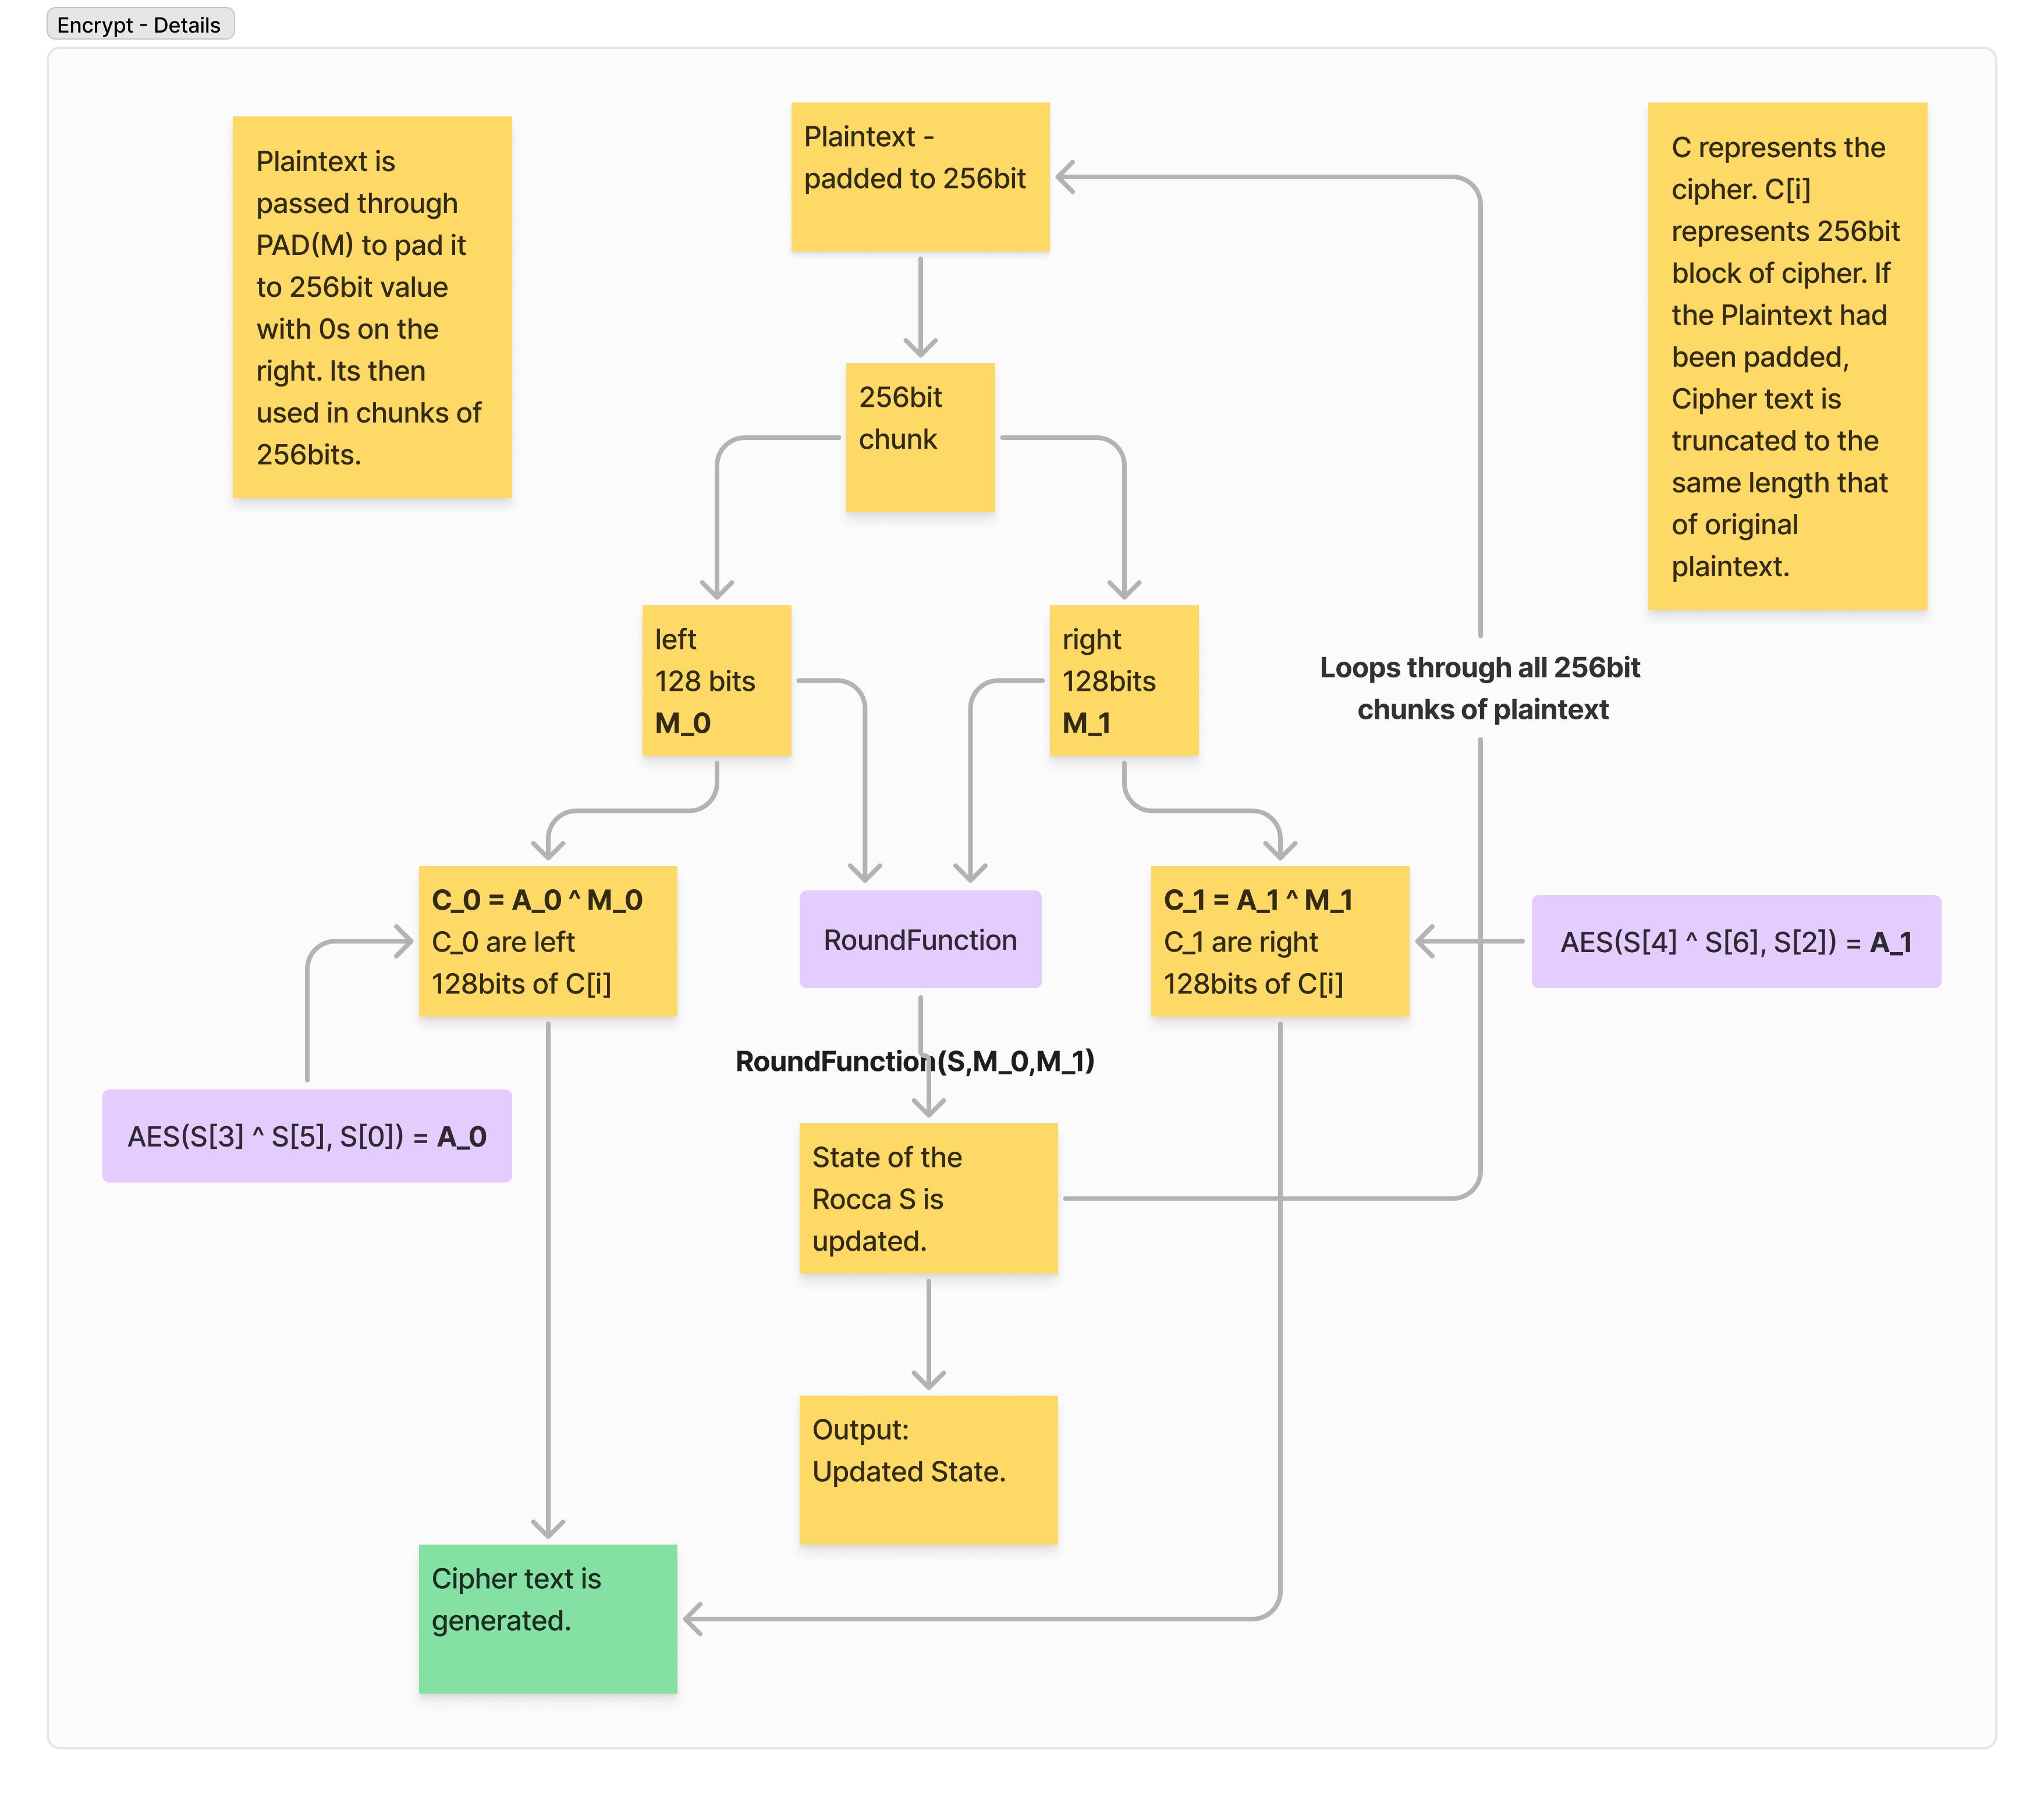 Encrypt - Details
Plaintext is
passed through
PAD(M) to pad it
to 256bit value
with 0s on the
right. Its then
used in chunks of
256bits.
Plaintext -
padded to 256bit
C represents the
cipher. C[i]
represents 256bit
block of cipher. If
the Plaintext had
been padded,
Cipher text is
truncated to the
same length that
of original
plaintext.
256bit
chunk
left
128 bits
M_0
right
128bits
M_1
Loops through all 256bit
chunks of plaintext
C_0 = A_0 ^ M_0
C_0 are left
128bits of C[i]
RoundFunction
C_1 = A_1 ^ M_1
C_1 are right
128bits of C[i]
AES(S[4] ^ S[6], S[2]) = A_1
RoundFunction(S,M_0,M_1)
AES(S[3] ^ S[5], S[0]) = A_0
State of the
Rocca S is
updated.
Output:
Updated State.
Cipher text is
generated.